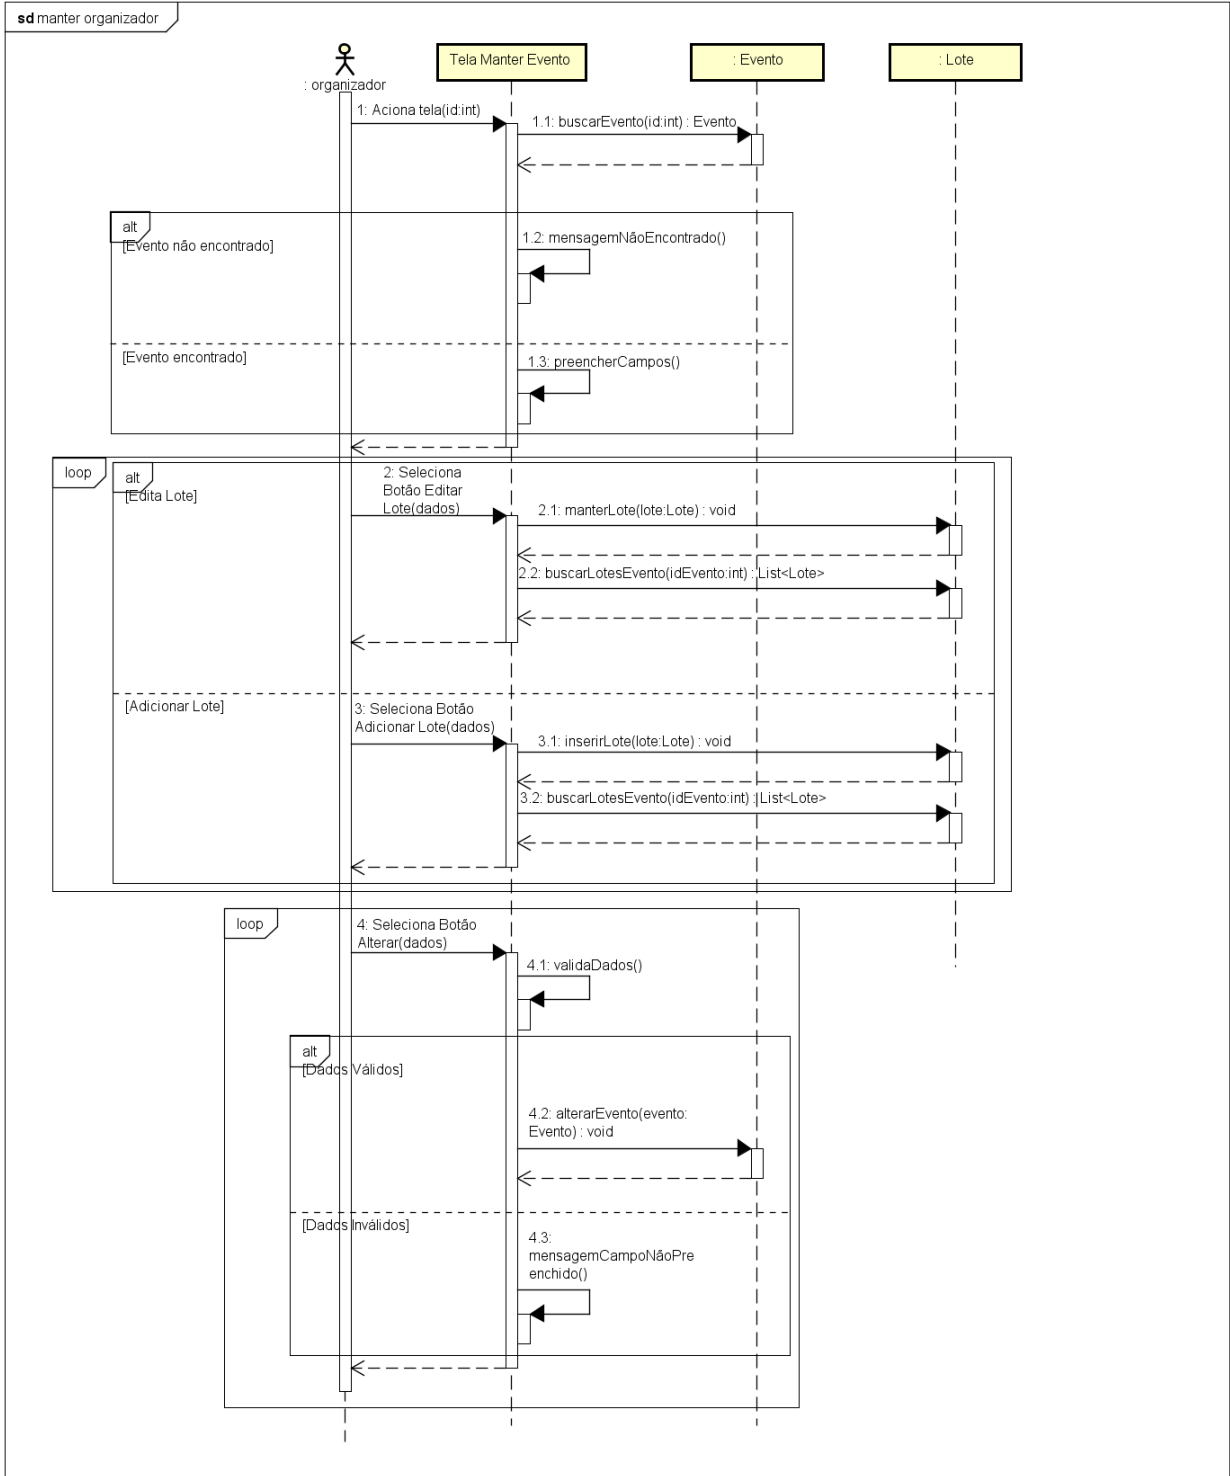 sd manter organizador
: organizador
Tela Manter Evento
: Evento
: Lote
1: Aciona tela(id:int)
1.1: buscarEvento(id:int) : Evento
alt
[Evento não encontrado]
1.2: mensagemNãoEncontrado()
[Evento encontrado]
1.3: preencherCampos()
loop
alt
[Edita Lote]
2: Seleciona
Botão Editar
Lote(dados)
2.1: manterLote(lote:Lote) : void
2.2: buscarLotesEvento(idEvento:int) : List<Lote>
[Adicionar Lote]
3: Seleciona Botão
Adicionar Lote(dados)
3.1: inserirLote(lote:Lote) : void
3.2: buscarLotesEvento(idEvento:int) : List<Lote>
loop
4: Seleciona Botão
Alterar(dados)
4.1: validaDados()
alt
[Dados Válidos]
4.2: alterarEvento(evento:
Evento) : void
[Dados Inválidos]
4.3:
mensagemCampoNãoPre
enchido()